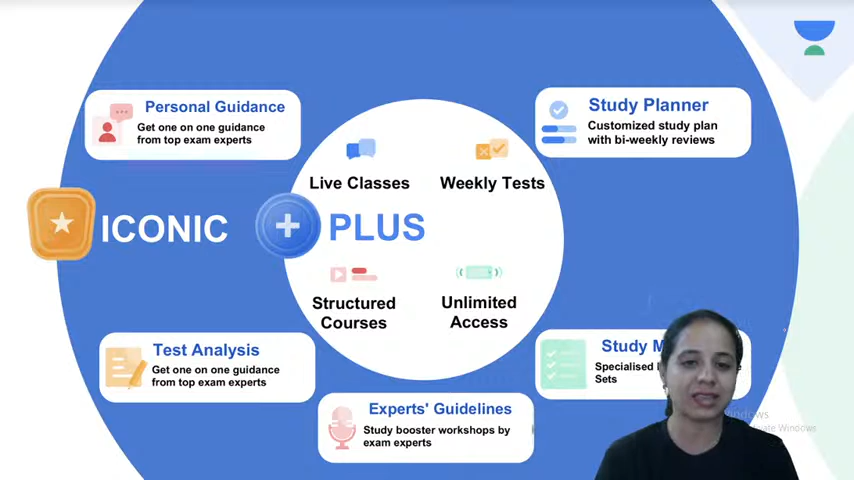 Personal Guidance
Get one on one guidance
from top exam experts
Study Planner
Customized study plan
with bi-weekly reviews
Live Classes
Weekly Tests
ICONIC
PLUS
Structured
Courses
Unlimited
Access
Test Analysis
Get one on one guidance
from top exam experts
Study
Specialised
Sets
Experts' Guidelines
Study booster workshops by
exam experts
Windows
Windows